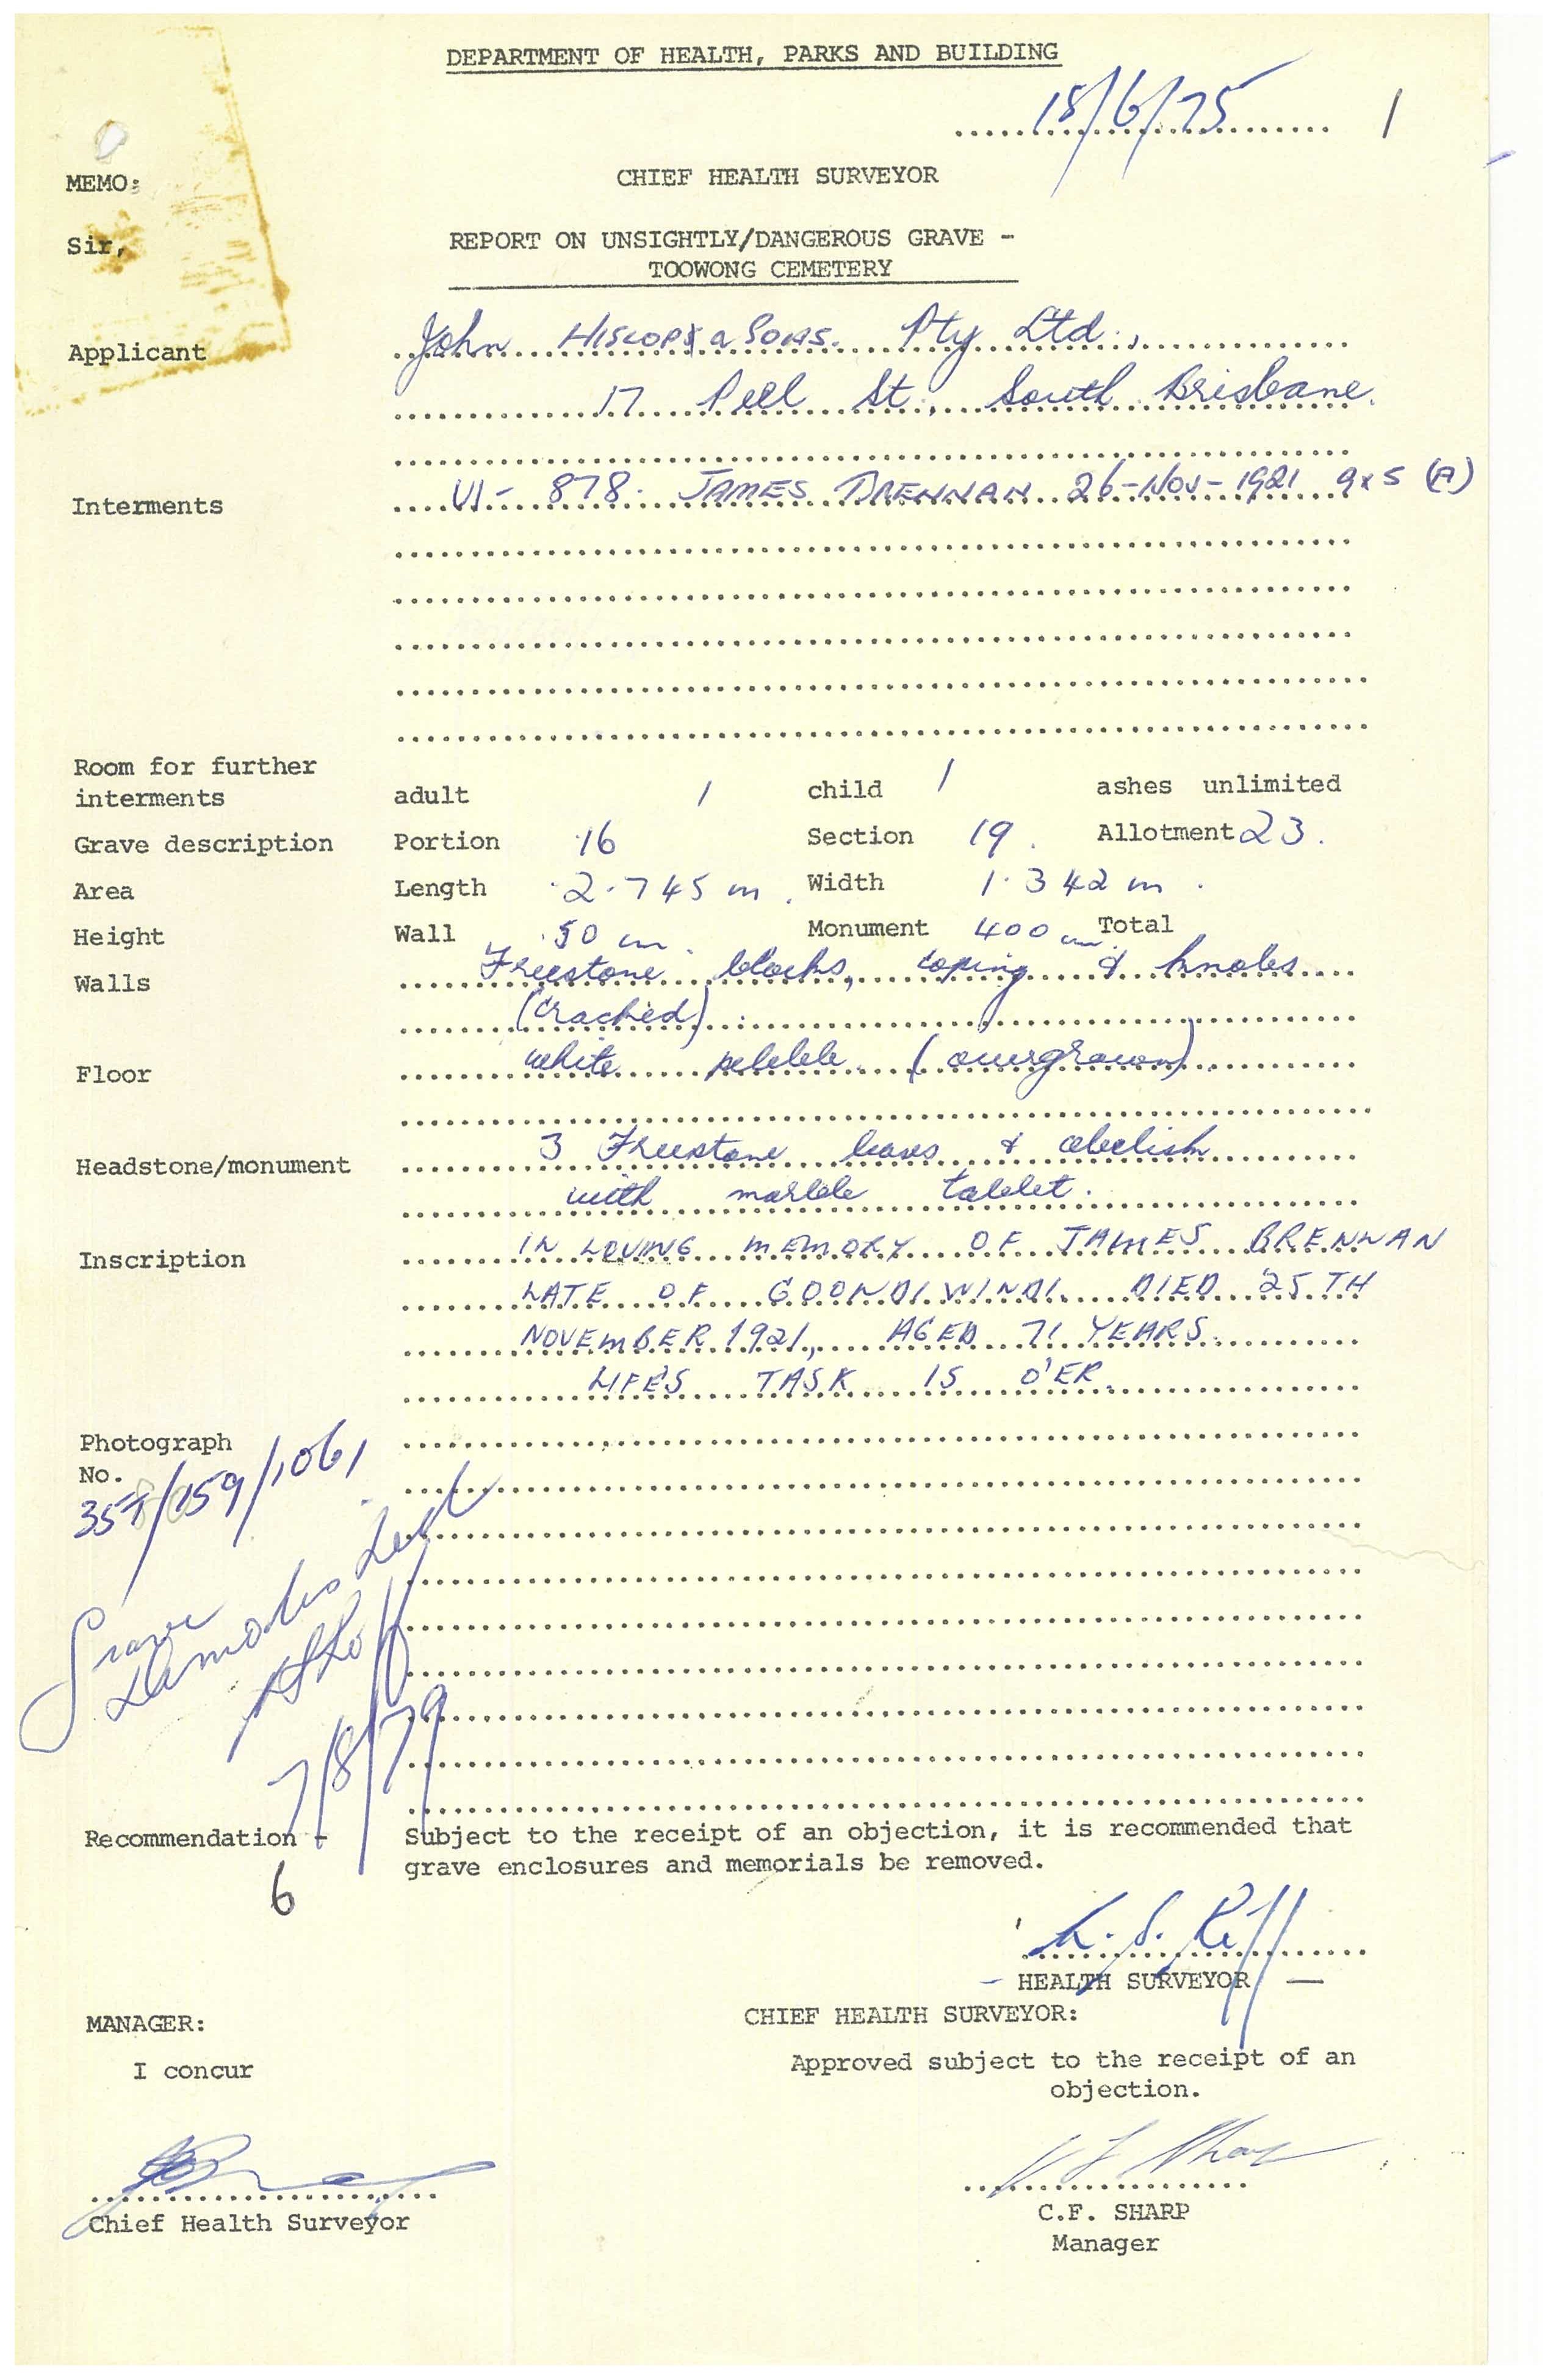 DEPARTMENT OF HEALTH, PARKS AND BUILDING
18/6/75 1
MEMO:
CHIEF HEALTH SURVEYOR
Sir,
REPORT ON UNSIGHTLY/DANGEROUS GRAVE -
TOOWONG CEMETERY
Applicant John Hislop & Sons. Pty Ltd.,
17 Peel St., South Brisbane.
Interments VI- 878. JAMES BRENNAN 26-NOV-1921 9x5 (A)
Room for further
interments adult 1 child 1 ashes unlimited
Grave description Portion 16 Section 19. Allotment 23.
Area Length 2.745 m. Width 1.342 m.
Height Wall 50 cm. Monument 400 cm. Total
Walls Freestone blocks, coping & knobs
(cracked).
Floor white pebble (overgrown).
Headstone/monument 3 Freestone bases & obelish
with marble tablet.
Inscription IN LOVING MEMORY OF JAMES BRENNAN
LATE OF GOONDIWINDI. DIED 25TH
NOVEMBER 1921, AGED 71 YEARS.
LIFE'S TASK IS O'ER.
Photograph
No.
/159/1061
Grave
Demolished
7/8/79
Recommendation - Subject to the receipt of an objection, it is recommended that
grave enclosures and memorials be removed.
6
HEALTH SURVEYOR
MANAGER:
CHIEF HEALTH SURVEYOR:
I concur
Approved subject to the receipt of an
objection.
Chief Health Surveyor
C.F. SHARP
Manager